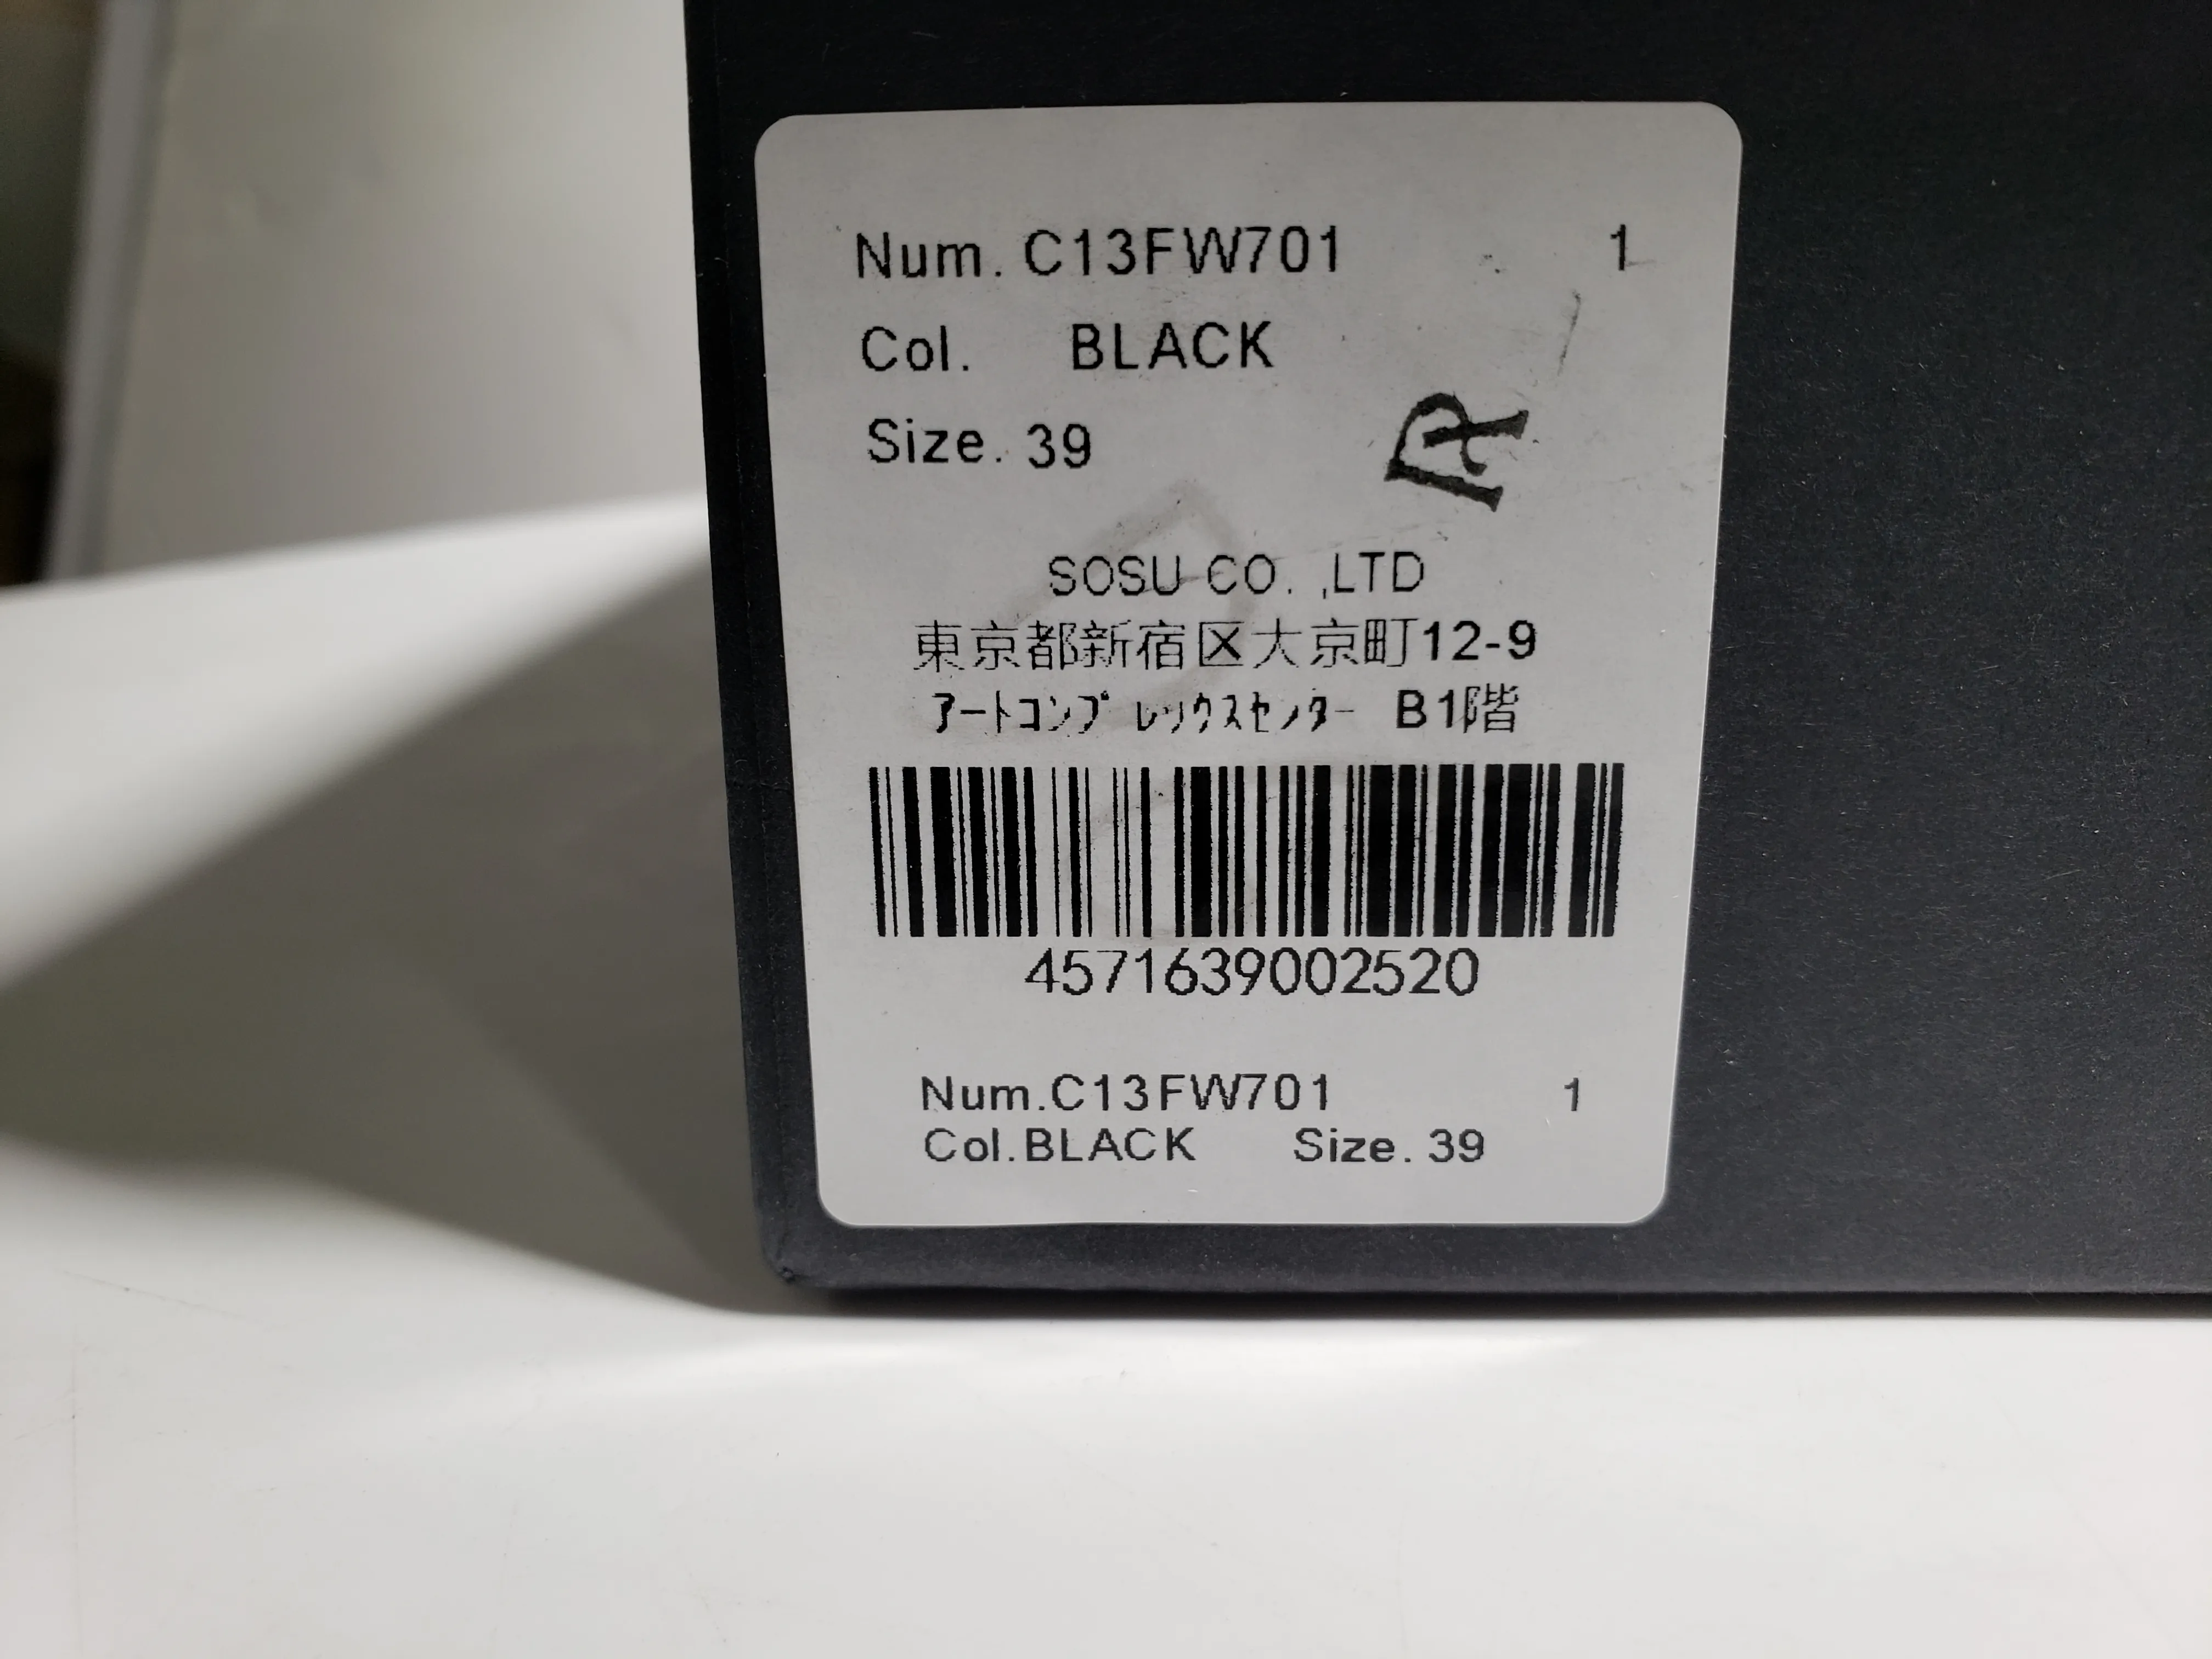 Num. C13FW701 1
Col. BLACK
Size. 39
R
SOSU CO. ,LTD
東京都新宿区大京町12-9
ｱｰﾄｺﾝﾌﾟﾚｯｸｽｾﾝﾀｰ B1階
4571639002520
Num.C13FW701 1
Col.BLACK Size. 39